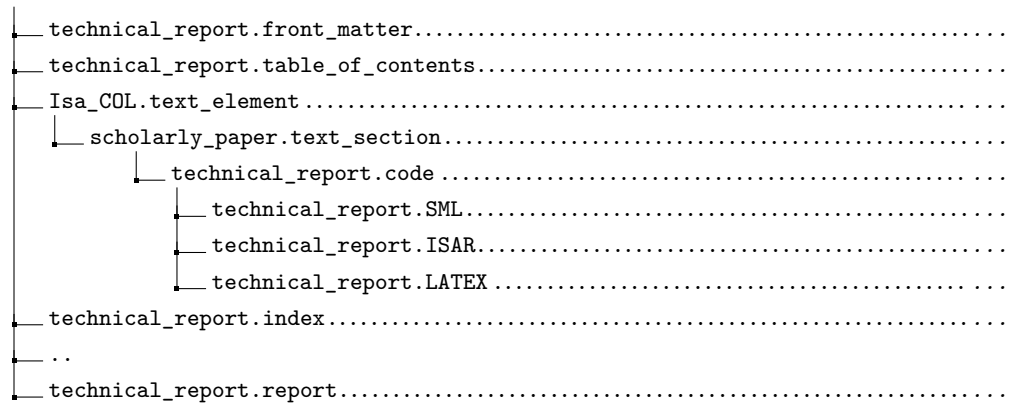 technical_report.front_matter...
technical_report.table_of_contents...
Isa_COL.text_element...
scholarly_paper.text_section...
technical_report.code...
technical_report.SML...
technical_report.ISAR...
technical_report.LATEX...
technical_report.index...
..
technical_report.report...